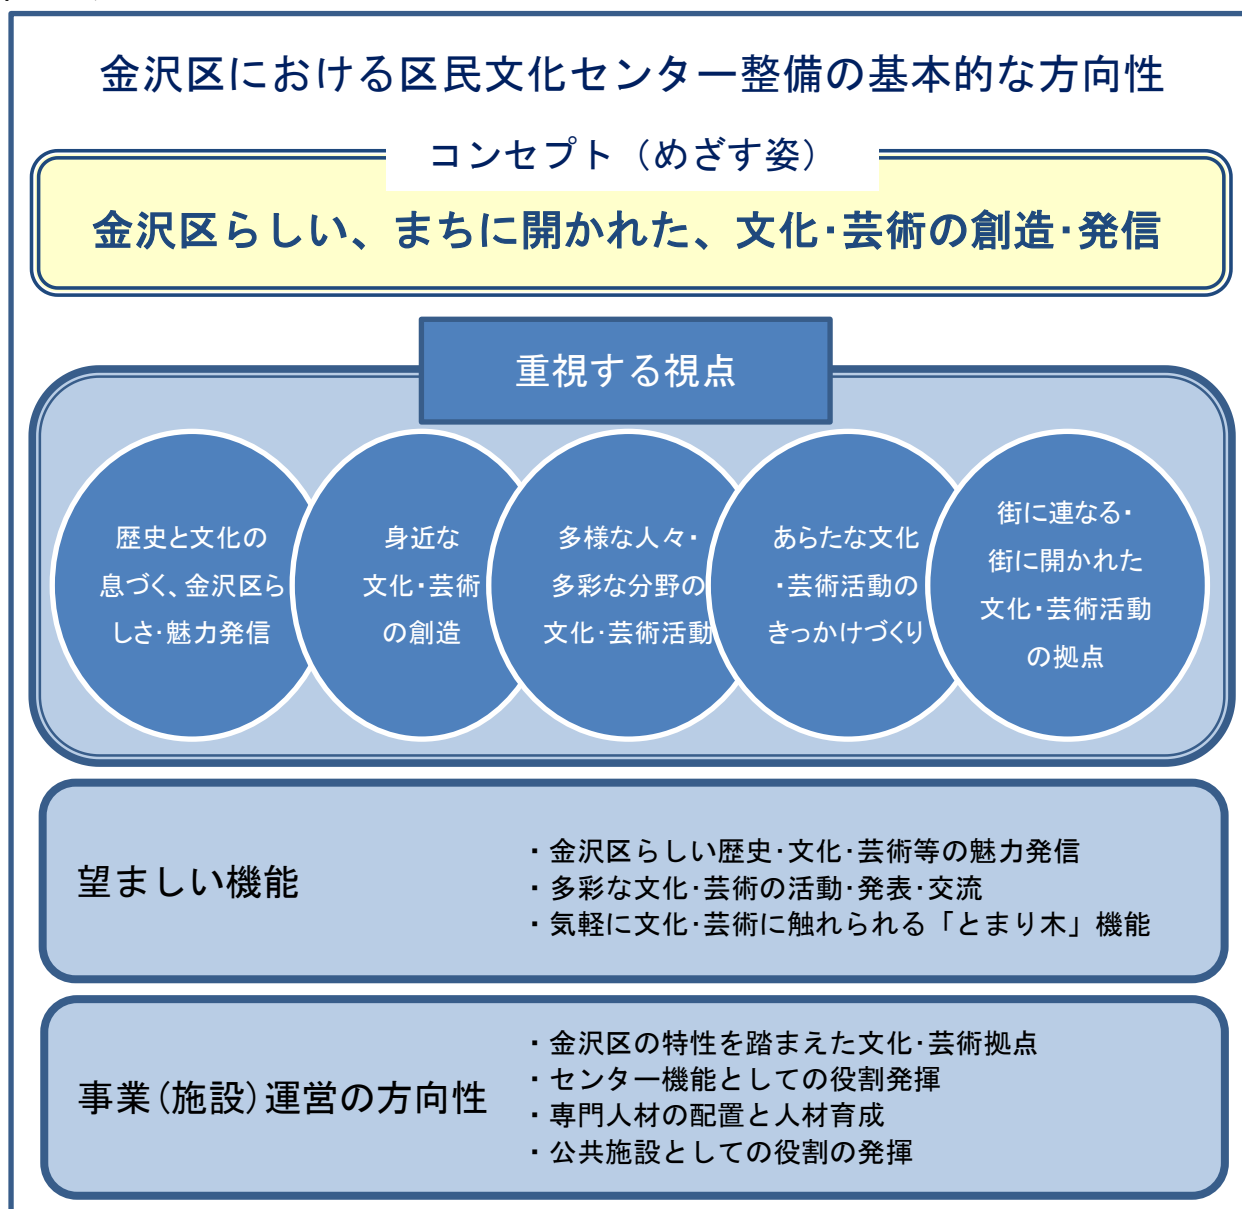 金沢区における区民文化センター整備の基本的な方向性
コンセプト（めざす姿）
金沢区らしい、まちに開かれた、文化･芸術の創造･発信
重視する視点
歴史と文化の
息づく、金沢区ら
しさ･魅力発信
身近な
文化･芸術
の創造
多様な人々・
多彩な分野の
文化･芸術活動
あらたな文化
･芸術活動の
きっかけづくり
街に連なる・
街に開かれた
文化・芸術活動
の拠点
望ましい機能
・金沢区らしい歴史･文化･芸術等の魅力発信
・多彩な文化･芸術の活動･発表･交流
・気軽に文化･芸術に触れられる「とまり木」機能
事業(施設)運営の方向性
・金沢区の特性を踏まえた文化･芸術拠点
・センター機能としての役割発揮
・専門人材の配置と人材育成
・公共施設としての役割の発揮